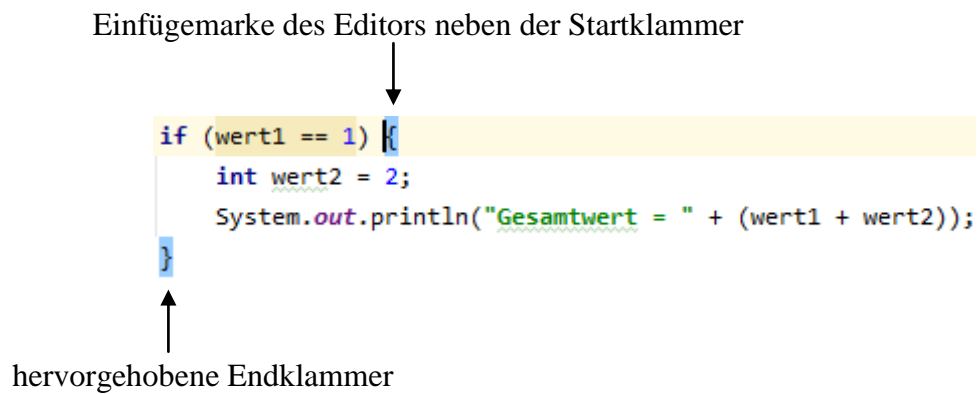 Einfügemarke des Editors neben der Startklammer
if (wert1 == 1) {
int wert2 = 2;
System.out.println("Gesamtwert = " + (wert1 + wert2));
}
hervorgehobene Endklammer